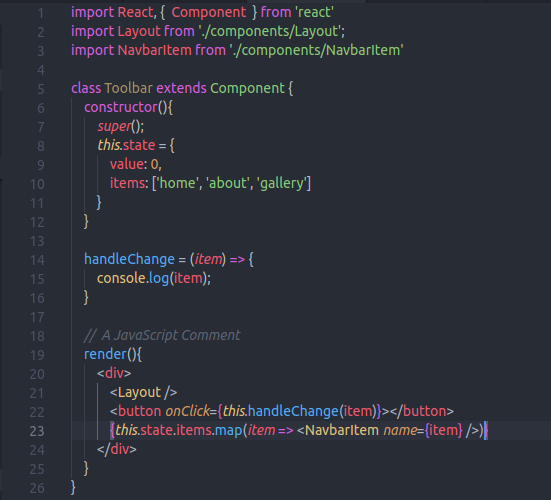 1 import React, { Component } from 'react'
2 import Layout from './components/Layout';
3 import NavbarItem from './components/NavbarItem'
4
5 class Toolbar extends Component {
6 constructor(){
7 super();
8 this.state = {
9 value: 0,
10 items: ['home', 'about', 'gallery']
11 }
12 }
13
14 handleChange = (item) => {
15 console.log(item);
16 }
17
18 // A JavaScript Comment
19 render(){
20 <div>
21 <Layout />
22 <button onClick={this.handleChange(item)}></button>
23 {this.state.items.map(item => <NavbarItem name={item} />)}
24 </div>
25 }
26 }